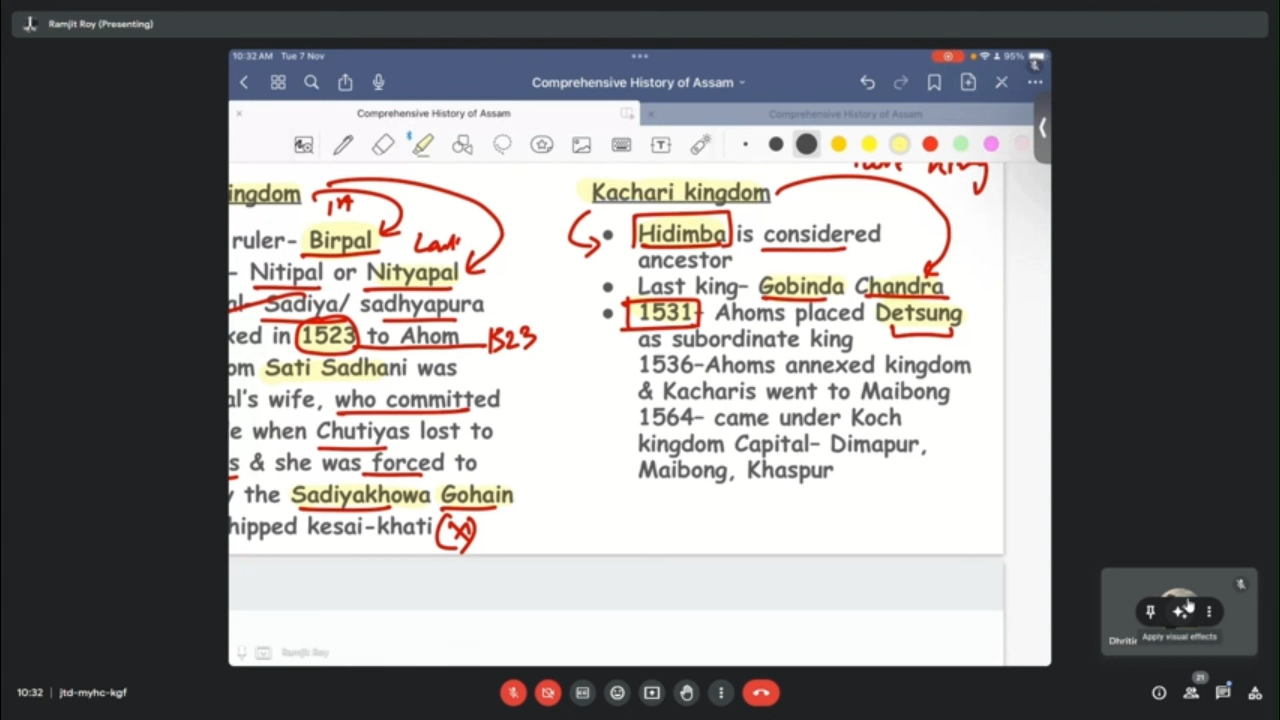 Ramjit Roy (Presenting)
10:32 AM Tue 7 Nov
95%
Comprehensive History of Assam
Comprehensive History of Assam
Comprehensive History of Assam
ingdom
1st
ruler- Birpal
Last
- Nitipal or Nityapal
al- Sadiya/ sadhyapura
xed in 1523 to Ahom 1523
om Sati Sadhani was
al's wife, who committed
e when Chutiyas lost to
s & she was forced to
y the Sadiyakhowa Gohain
hipped kesai-khati
king
Kachari kingdom
• Hidimba is considered
ancestor
• Last king- Gobinda Chandra
• 1531- Ahoms placed Detsung
as subordinate king
1536-Ahoms annexed kingdom
& Kacharis went to Maibong
1564- came under Koch
kingdom Capital- Dimapur,
Maibong, Khaspur
Ramjit Roy
Apply visual effects
10:32 | jtd-myhc-kgf
21